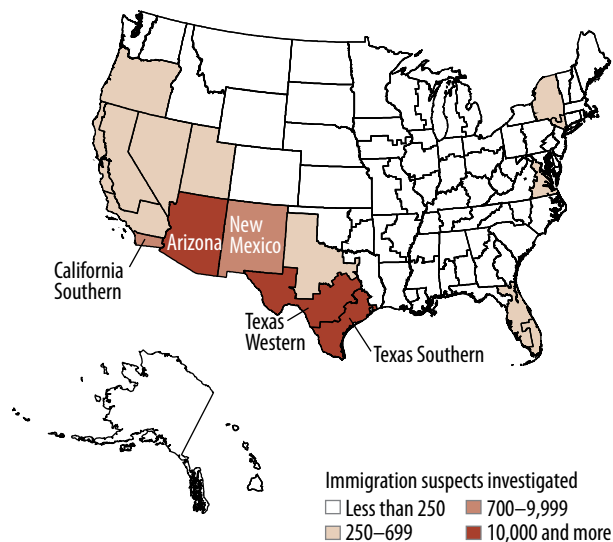 Arizona
New
Mexico
California
Southern
Texas
Western
Texas Southern
Immigration suspects investigated
Less than 250
700–9,999
250–699
10,000 and more